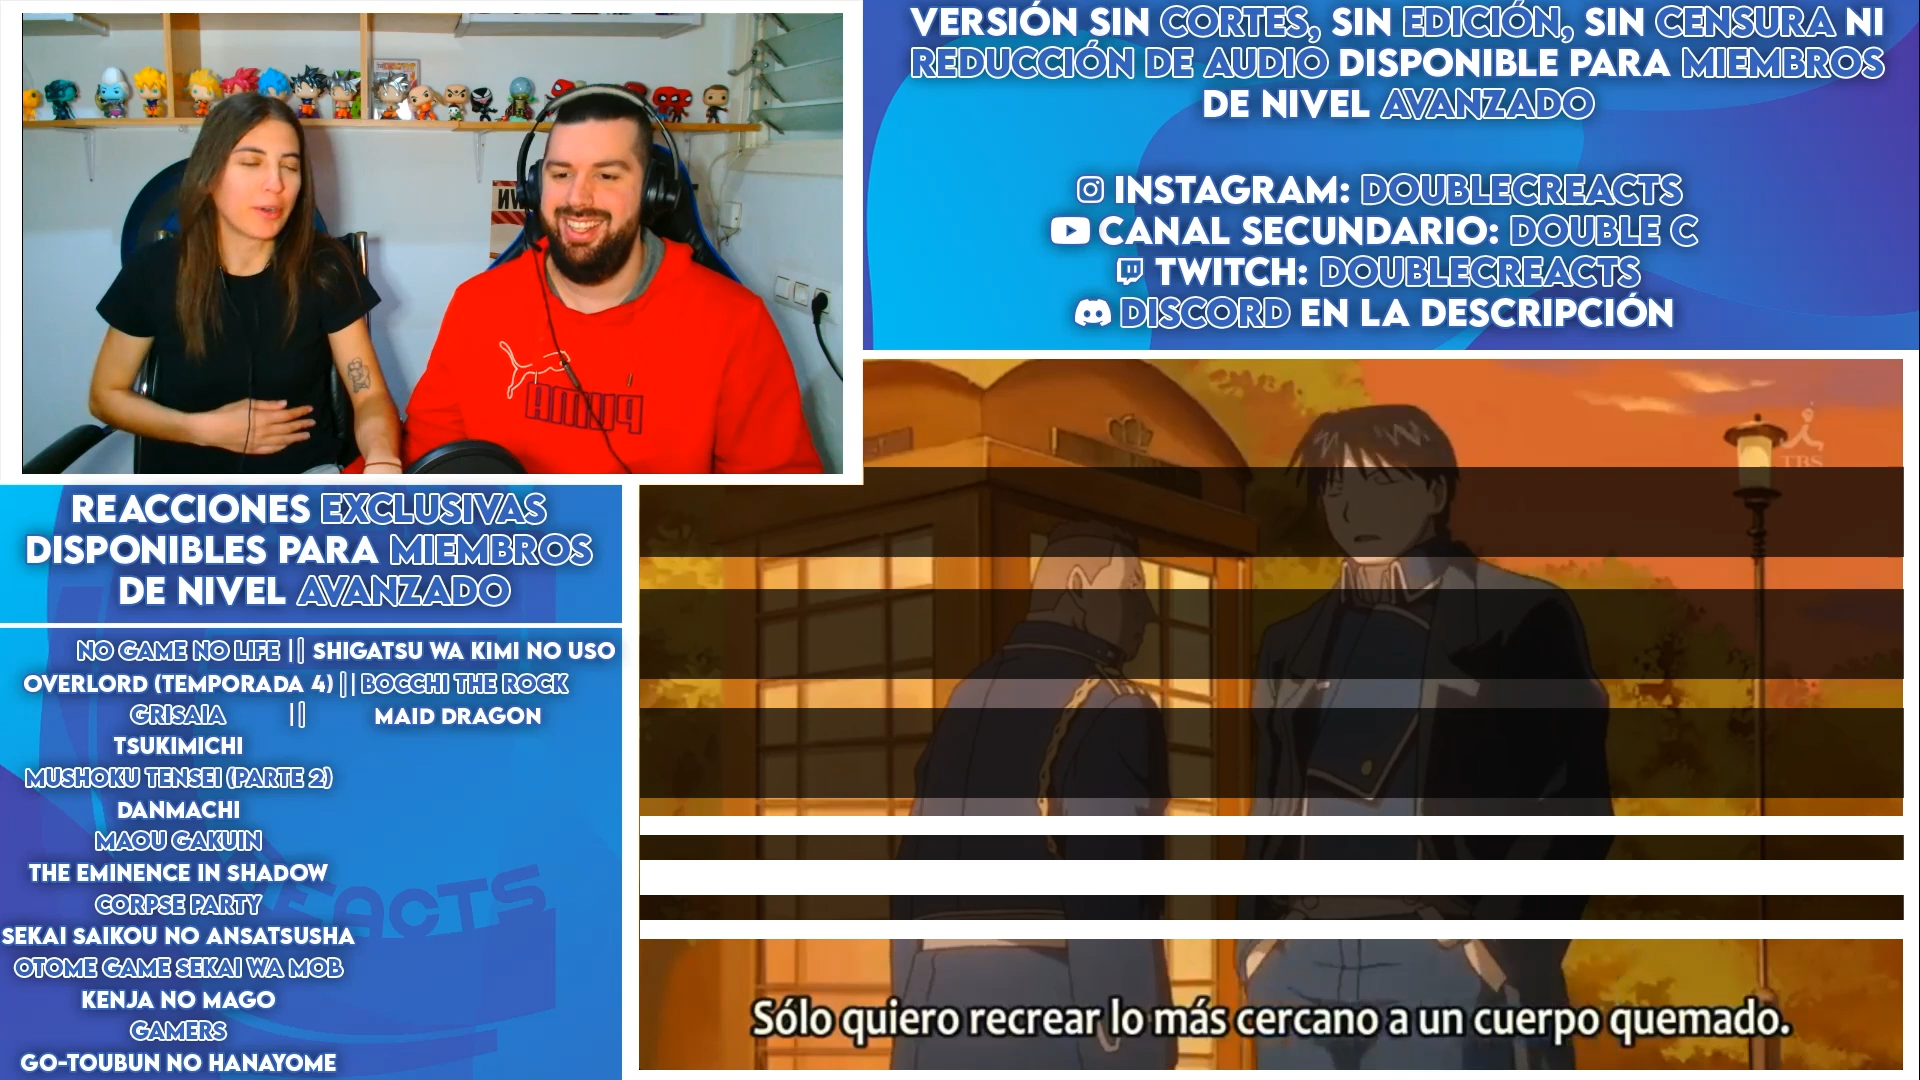 VERSIÓN SIN CORTES, SIN EDICIÓN, SIN CENSURA NI
REDUCCIÓN DE AUDIO DISPONIBLE PARA MIEMBROS
DE NIVEL AVANZADO
INSTAGRAM: DOUBLECREACTS
CANAL SECUNDARIO: DOUBLE C
TWITCH: DOUBLECREACTS
DISCORD EN LA DESCRIPCIÓN
PUMA
TBS
REACCIONES EXCLUSIVAS
DISPONIBLES PARA MIEMBROS
DE NIVEL AVANZADO
NO GAME NO LIFE || SHIGATSU WA KIMI NO USO
OVERLORD (TEMPORADA 4) || BOCCHI THE ROCK
GRISAIA || MAID DRAGON
TSUKIMICHI
MUSHOKU TENSEI (PARTE 2)
DANMACHI
MAOU GAKUIN
THE EMINENCE IN SHADOW
CORPSE PARTY
SEKAI SAIKOU NO ANSATSUSHA
OTOME GAME SEKAI WA MOB
KENJA NO MAGO
GAMERS
GO-TOUBUN NO HANAYOME
Sólo quiero recrear lo más cercano a un cuerpo quemado.